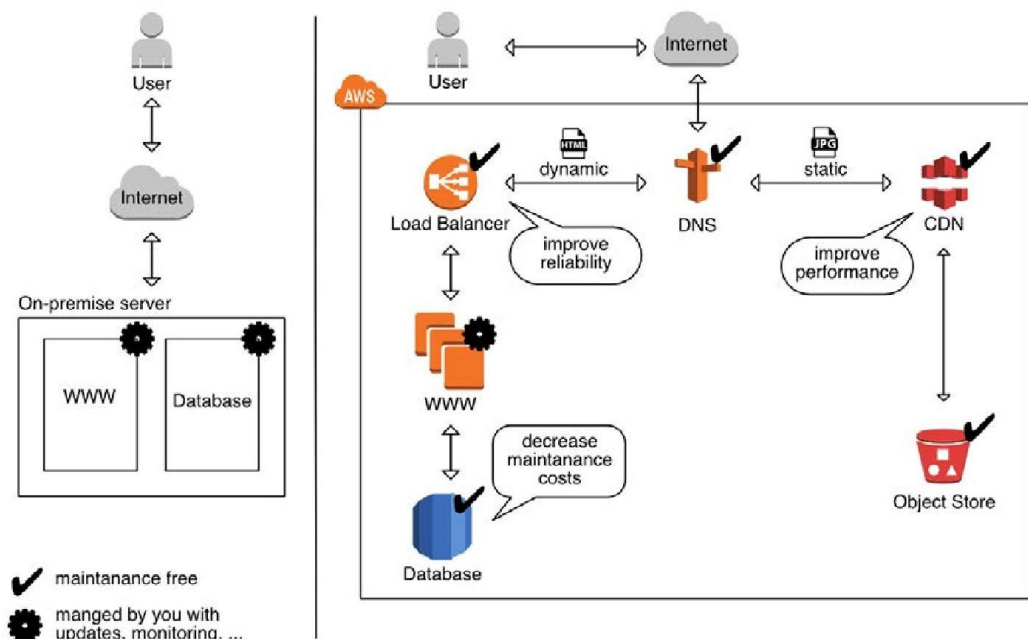 User
Internet
On-premise server
WWW
Database
maintanance free
manged by you with
updates, monitoring, ...
User
Internet
AWS
HTML
dynamic
JPG
static
Load Balancer
DNS
CDN
improve
reliability
improve
performance
WWW
decrease
maintanance
costs
Database
Object Store